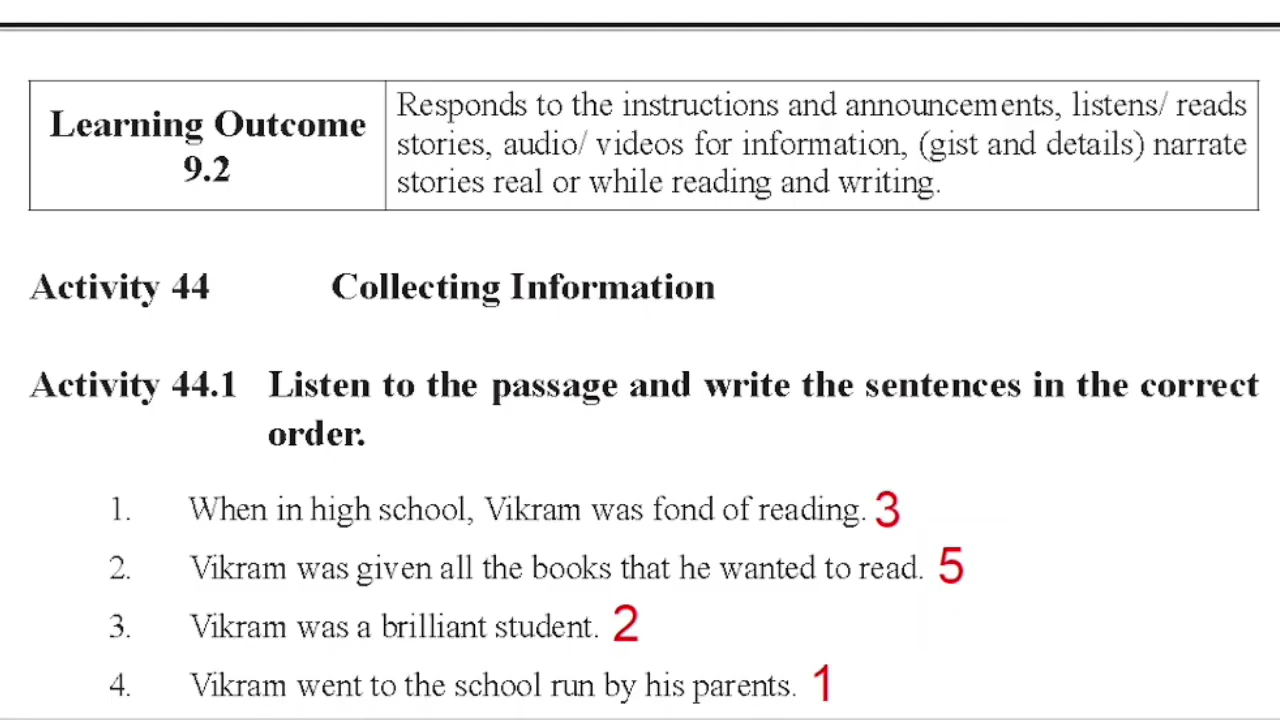 Learning Outcome
9.2
Responds to the instructions and announcements, listens/ reads
stories, audio/ videos for information, (gist and details) narrate
stories real or while reading and writing.
Activity 44 Collecting Information
Activity 44.1 Listen to the passage and write the sentences in the correct
order.
1. When in high school, Vikram was fond of reading. 3
2. Vikram was given all the books that he wanted to read. 5
3. Vikram was a brilliant student. 2
4. Vikram went to the school run by his parents. 1